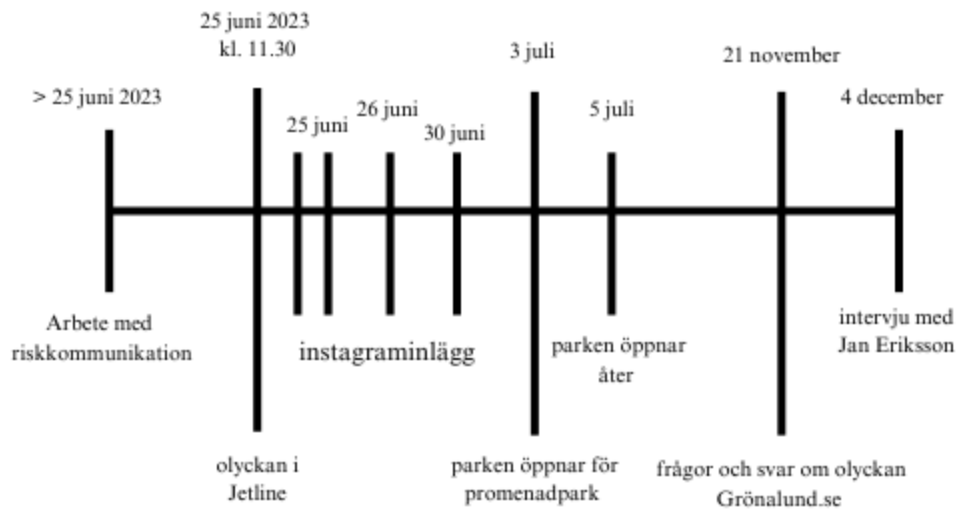 25 juni 2023
kl. 11.30
3 juli
21 november
> 25 juni 2023
25 juni
26 juni
30 juni
5 juli
4 december
Arbete med
riskkommunikation
instagraminlägg
parken öppnar
åter
intervju med
Jan Eriksson
olyckan i
Jetline
parken öppnar för
promenadpark
frågor och svar om olyckan
Grönalund.se